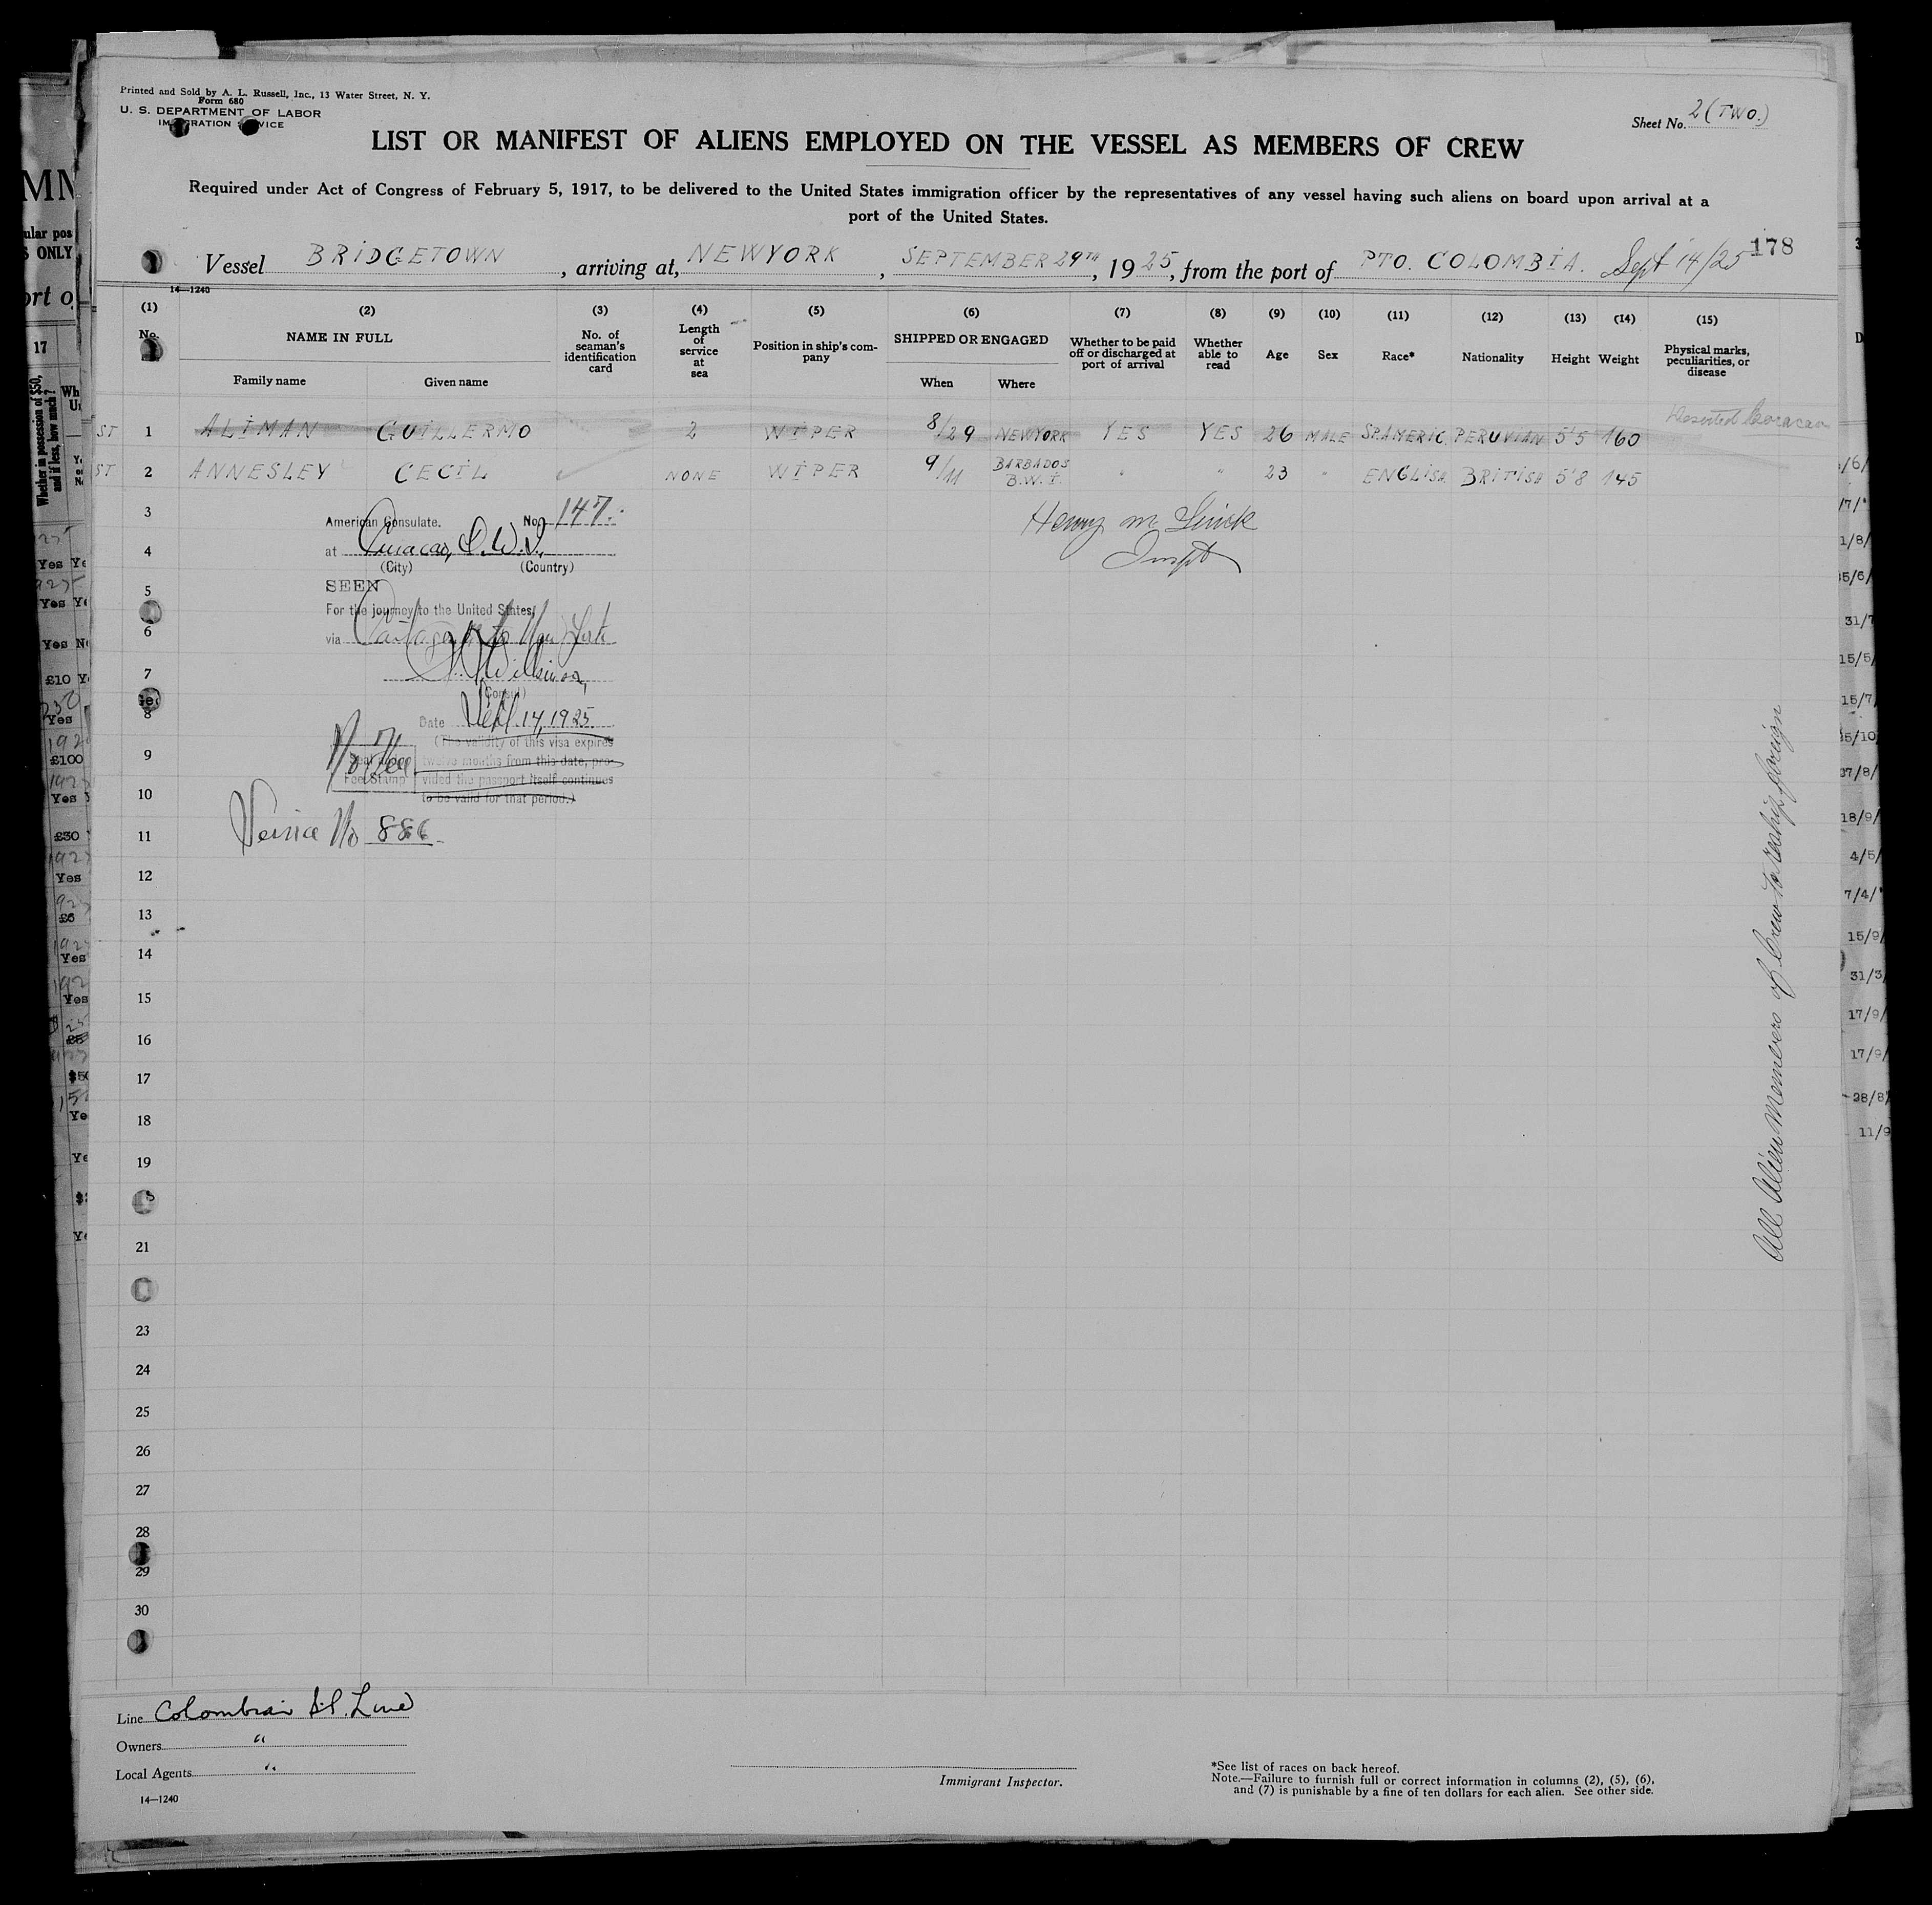 Printed and Sold by A. L. Russell, Inc., 13 Water Street, N. Y.
Form 680
U. S. DEPARTMENT OF LABOR
Sheet No. 2 (TWO.)
LIST OR MANIFEST OF ALIENS EMPLOYED ON THE VESSEL AS MEMBERS OF CREW
Required under Act of Congress of February 5, 1917, to be delivered to the United States immigration officer by the representatives of any vessel having such aliens on board upon arrival at a
port of the United States.
Vessel BRIDGETOWN, arriving at, NEWYORK, SEPTEMBER 29TH, 1925, from the port of PTO. COLOMBIA. Sept 14/25 178
14—1240
(1) (2) (3) (4) (5) (6) (7) (8) (9) (10) (11) (12) (13) (14) (15)
No. NAME IN FULL Family name Given name
No. of seaman's identification card
Length of service at sea
Position in ship's company
SHIPPED OR ENGAGED When Where
Whether to be paid off or discharged at port of arrival
Whether able to read
Age Sex Race* Nationality Height Weight
Physical marks, peculiarities, or disease
ST 1 ALIMAN GUILLERMO 2 WIPER 8/29 NEWYORK YES YES 26 MALE SP.AMERIC. PERUVIAN 5'5 160 Deserted
ST 2 ANNESLEY CECIL NONE WIPER 9/11 BARBADOS B.W.I. " " 23 " ENGLISH BRITISH 5'8 145
3
4
5
6
7
8
9
10
11
12
13
14
15
16
17
18
19
21
23
24
25
26
27
28
29
30
American Consulate. No. 147.
at Curacao, D.W.I.
(City) (Country)
SEEN
For the journey to the United States
via
(Consul)
Date Sept. 14, 1925.
(The validity of this visa expires
twelve months from this date, pro-
vided the passport itself continues
to be valid for that period.)
No Fee
Fee Stamp
Service No 886
Henry M
Inspt
All Alien Members of Crew
Line Colombian S.S. Line
Owners "
Local Agents "
14—1240
Immigrant Inspector.
*See list of races on back hereof.
Note.—Failure to furnish full or correct information in columns (2), (5), (6),
and (7) is punishable by a fine of ten dollars for each alien. See other side.